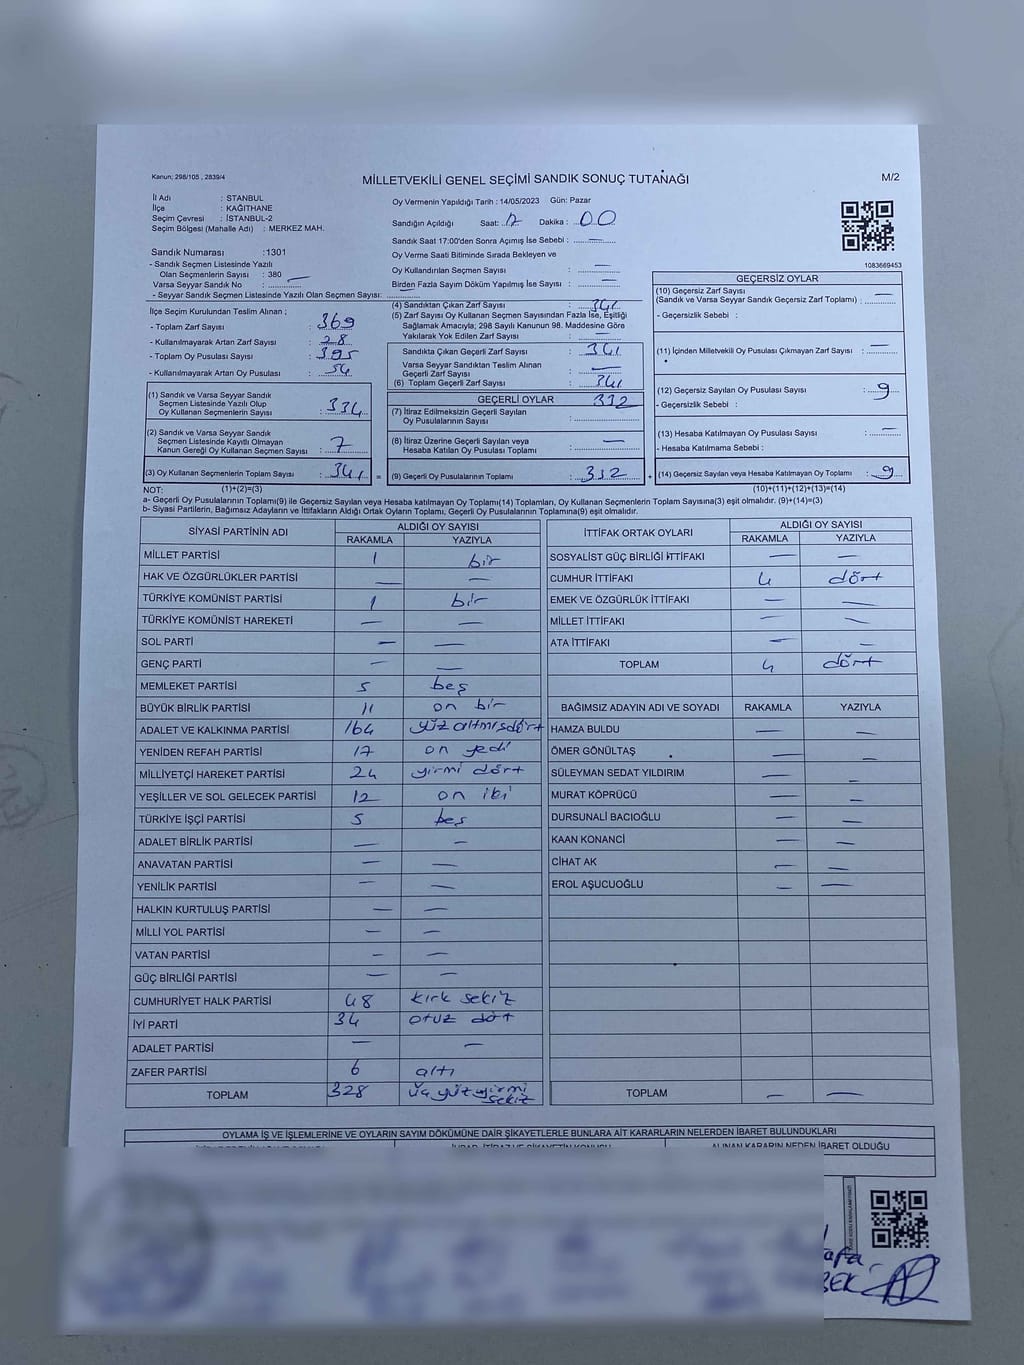 Kanun; 298/105 , 2839/4
MİLLETVEKİLİ GENEL SEÇİMİ SANDIK SONUÇ TUTANAĞI
M/2
İl Adı : STANBUL
İlçe : KAĞITHANE
Seçim Çevresi : İSTANBUL-2
Seçim Bölgesi (Mahalle Adı) : MERKEZ MAH.
Sandık Numarası :1301
- Sandık Seçmen Listesinde Yazılı
Olan Seçmenlerin Sayısı : 380
Varsa Seyyar Sandık No :
- Seyyar Sandık Seçmen Listesinde Yazılı Olan Seçmen Sayısı: —
İlçe Seçim Kurulundan Teslim Alınan ;
- Toplam Zarf Sayısı : 369
- Kullanılmayarak Artan Zarf Sayısı : 28
- Toplam Oy Pusulası Sayısı : 395
- Kullanılmayarak Artan Oy Pusulası : 54
(1) Sandık ve Varsa Seyyar Sandık
Seçmen Listesinde Yazılı Olup
Oy Kullanan Seçmenlerin Sayısı : 334
(2) Sandık ve Varsa Seyyar Sandık
Seçmen Listesinde Kayıtlı Olmayan
Kanun Gereği Oy Kullanan Seçmen Sayısı : 7
(3) Oy Kullanan Seçmenlerin Toplam Sayısı : 341 =
Oy Vermenin Yapıldığı Tarih : 14/05/2023 Gün: Pazar
Sandığın Açıldığı Saat: 17 Dakika : 00
Sandık Saat 17:00'den Sonra Açımış İse Sebebi : —
Oy Verme Saati Bitiminde Sırada Bekleyen ve
Oy Kullandırılan Seçmen Sayısı : —
Birden Fazla Sayım Döküm Yapılmış İse Sayısı : —
(4) Sandıktan Çıkan Zarf Sayısı : 341
(5) Zarf Sayısı Oy Kullanan Seçmen Sayısından Fazla İse, Eşitliği
Sağlamak Amacıyla; 298 Sayılı Kanunun 98. Maddesine Göre
Yakılarak Yok Edilen Zarf Sayısı : —
Sandıkta Çıkan Geçerli Zarf Sayısı : 341
Varsa Seyyar Sandıktan Teslim Alınan
Geçerli Zarf Sayısı : —
(6) Toplam Geçerli Zarf Sayısı : 341
GEÇERLİ OYLAR
(7) İtiraz Edilmeksizin Geçerli Sayılan
Oy Pusulalarının Sayısı : 332
(8) İtiraz Üzerine Geçerli Sayılan veya
Hesaba Katılan Oy Pusulası Toplamı : —
(9) Geçerli Oy Pusulalarının Toplamı : 332 +
1083669453
GEÇERSİZ OYLAR
(10) Geçersiz Zarf Sayısı
(Sandık ve Varsa Seyyar Sandık Geçersiz Zarf Toplamı) : —
- Geçersizlik Sebebi :
(11) İçinden Milletvekili Oy Pusulası Çıkmayan Zarf Sayısı : —
(12) Geçersiz Sayılan Oy Pusulası Sayısı : 9
- Geçersizlik Sebebi :
(13) Hesaba Katılmayan Oy Pusulası Sayısı : —
- Hesaba Katılmama Sebebi :
(14) Geçersiz Sayılan veya Hesaba Katılmayan Oy Toplamı : 9
NOT: (1)+(2)=(3) (10)+(11)+(12)+(13)=(14)
a- Geçerli Oy Pusulalarının Toplamı(9) ile Geçersiz Sayılan veya Hesaba katılmayan Oy Toplamı(14) Toplamları, Oy Kullanan Seçmenlerin Toplam Sayısına(3) eşit olmalıdır. (9)+(14)=(3)
b- Siyasi Partilerin, Bağımsız Adayların ve İttifakların Aldığı Ortak Oyların Toplamı, Geçerli Oy Pusulalarının Toplamına(9) eşit olmalıdır.
SİYASİ PARTİNİN ADI ALDIĞI OY SAYISI
RAKAMLA YAZIYLA
MİLLET PARTİSİ 1 bir
HAK VE ÖZGÜRLÜKLER PARTİSİ — —
TÜRKİYE KOMÜNİST PARTİSİ 1 bir
TÜRKİYE KOMÜNİST HAREKETİ — —
SOL PARTİ — —
GENÇ PARTİ — —
MEMLEKET PARTİSİ 5 beş
BÜYÜK BİRLİK PARTİSİ 11 on bir
ADALET VE KALKINMA PARTİSİ 164 yüz altmışdört
YENİDEN REFAH PARTİSİ 17 on yedi
MİLLİYETÇİ HAREKET PARTİSİ 24 yirmi dört
YEŞİLLER VE SOL GELECEK PARTİSİ 12 on iki
TÜRKİYE İŞÇİ PARTİSİ 5 beş
ADALET BİRLİK PARTİSİ — —
ANAVATAN PARTİSİ — —
YENİLİK PARTİSİ — —
HALKIN KURTULUŞ PARTİSİ — —
MİLLİ YOL PARTİSİ — —
VATAN PARTİSİ — —
GÜÇ BİRLİĞİ PARTİSİ — —
CUMHURİYET HALK PARTİSİ 48 kırk sekiz
İYİ PARTİ 34 otuz dört
ADALET PARTİSİ — —
ZAFER PARTİSİ 6 altı
TOPLAM 328 üç yüz yirmi sekiz
İTTİFAK ORTAK OYLARI ALDIĞI OY SAYISI
RAKAMLA YAZIYLA
SOSYALİST GÜÇ BİRLİĞİ İTTİFAKI — —
CUMHUR İTTİFAKI 4 dört
EMEK VE ÖZGÜRLÜK İTTİFAKI — —
MİLLET İTTİFAKI — —
ATA İTTİFAKI — —
TOPLAM 4 dört
BAĞIMSIZ ADAYIN ADI VE SOYADI RAKAMLA YAZIYLA
HAMZA BULDU — —
ÖMER GÖNÜLTAŞ — —
SÜLEYMAN SEDAT YILDIRIM — —
MURAT KÖPRÜCÜ — —
DURSUNALİ BACIOĞLU — —
KAAN KONANCİ — —
CİHAT AK — —
EROL AŞUCUOĞLU — —
TOPLAM — —
OYLAMA İŞ VE İŞLEMLERİNE VE OYLARIN SAYIM DÖKÜMÜNE DAİR ŞİKAYETLERLE BUNLARA AİT KARARLARIN NELERDEN İBARET BULUNDUKLARI
ALINAN KARARIN NEDEN İBARET OLDUĞU